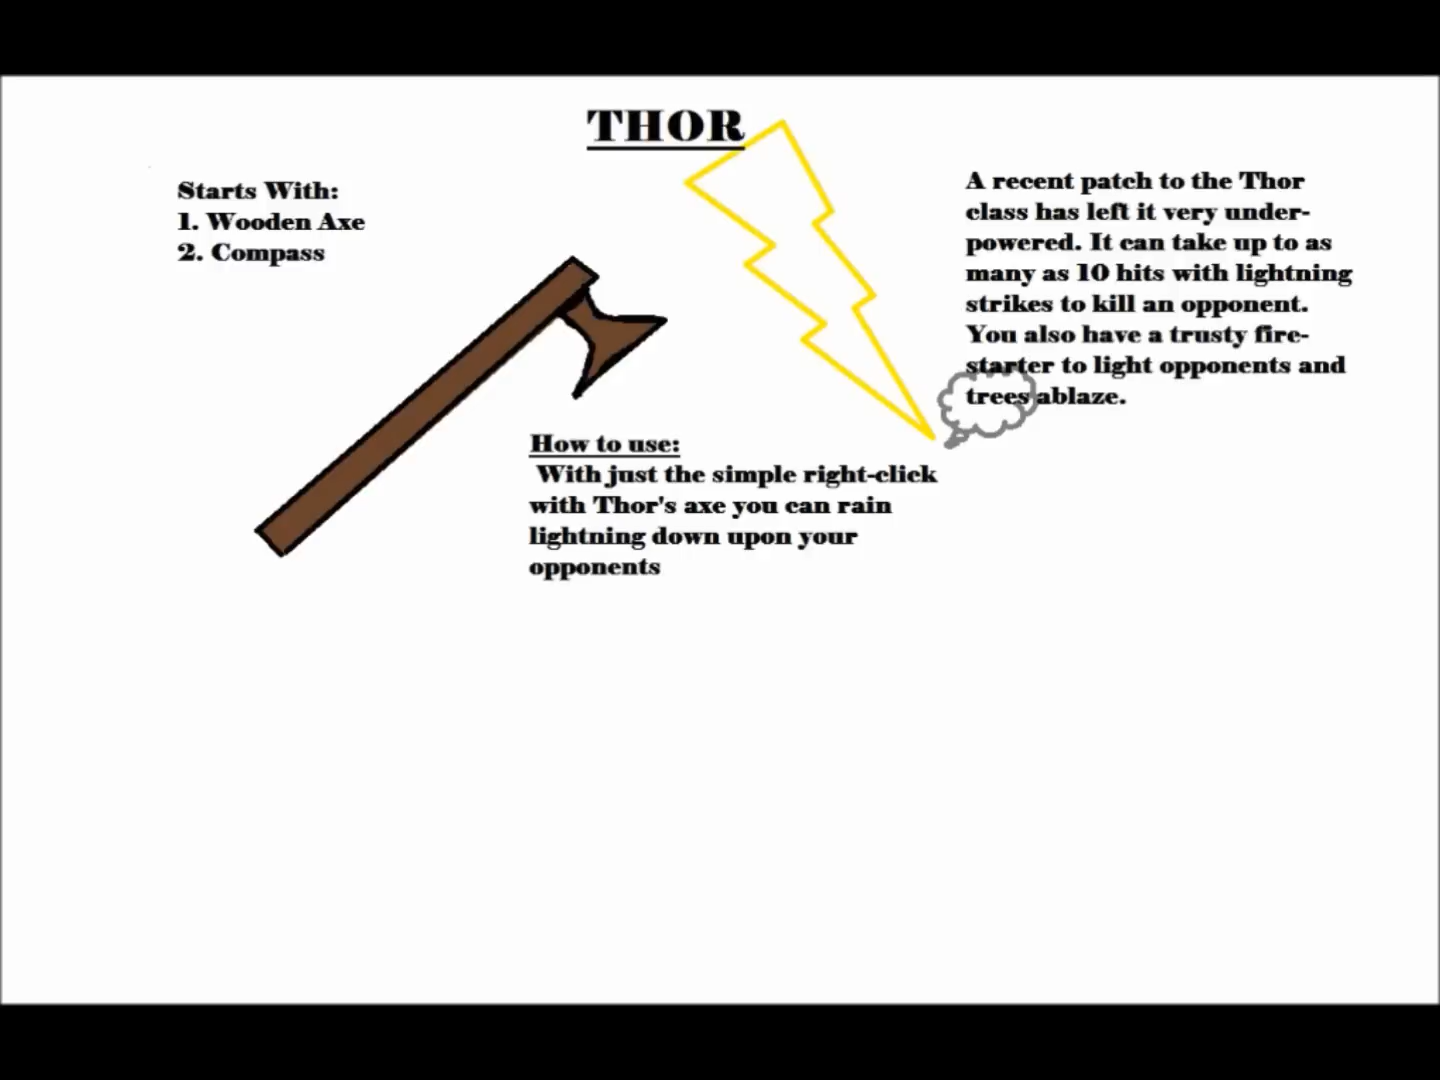 THOR
Starts With:
1. Wooden Axe
2. Compass
A recent patch to the Thor
class has left it very under-
powered. It can take up to as
many as 10 hits with lightning
strikes to kill an opponent.
You also have a trusty fire-
starter to light opponents and
trees ablaze.
How to use:
With just the simple right-click
with Thor's axe you can rain
lightning down upon your
opponents